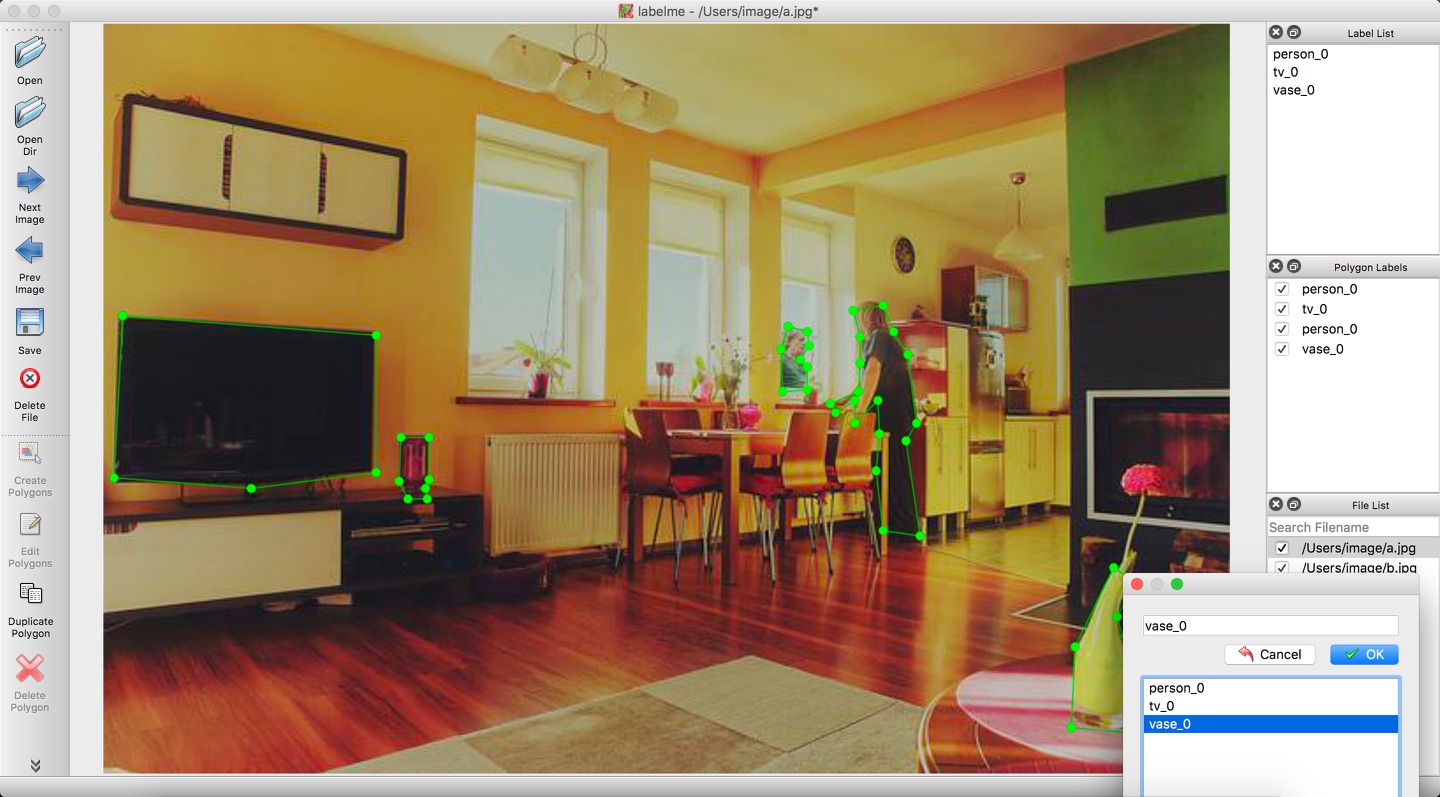 labelme - /Users/image/a.jpg*
Open
Open
Dir
Next
Image
Prev
Image
Save
Delete
File
Create
Polygons
Edit
Polygons
Duplicate
Polygon
Delete
Polygon
Label List
person_0
tv_0
vase_0
Polygon Labels
person_0
tv_0
person_0
vase_0
File List
Search Filename
/Users/image/a.jpg
/Users/image/b.jpg
vase_0
Cancel
OK
person_0
tv_0
vase_0